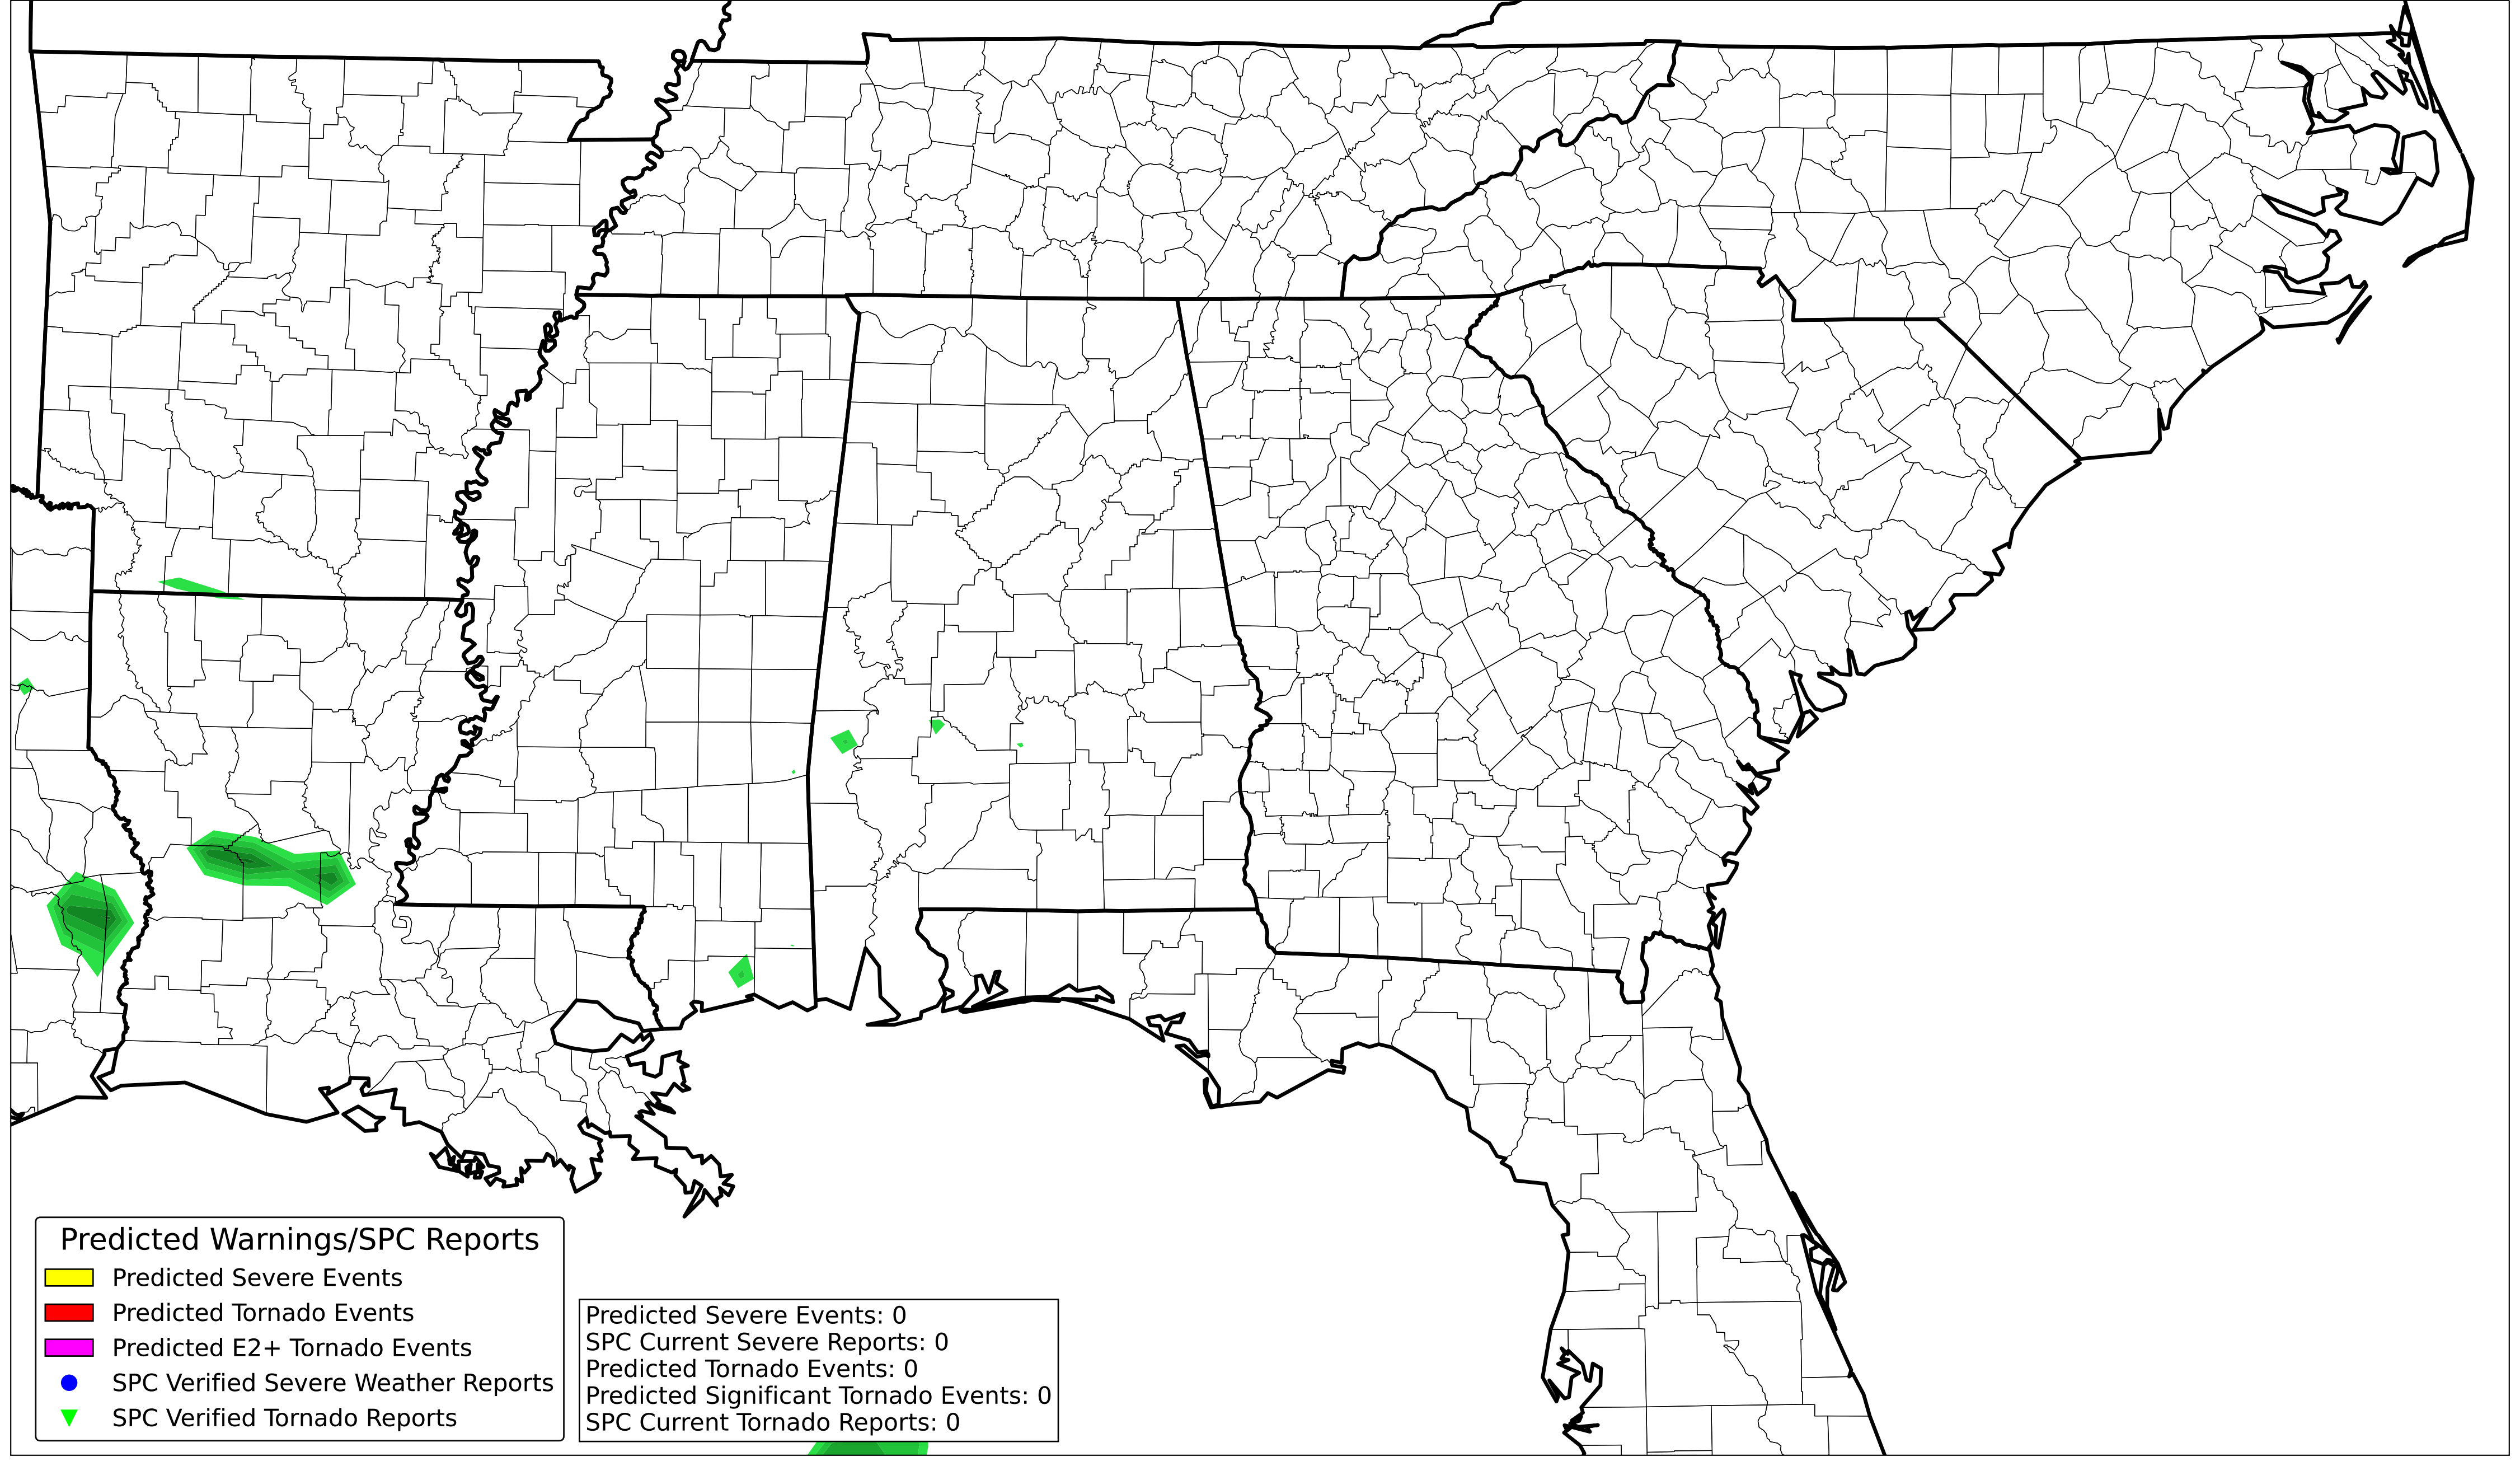 Predicted Warnings/SPC Reports
Predicted Severe Events
Predicted Tornado Events
Predicted E2+ Tornado Events
SPC Verified Severe Weather Reports
SPC Verified Tornado Reports
Predicted Severe Events: 0
SPC Current Severe Reports: 0
Predicted Tornado Events: 0
Predicted Significant Tornado Events: 0
SPC Current Tornado Reports: 0